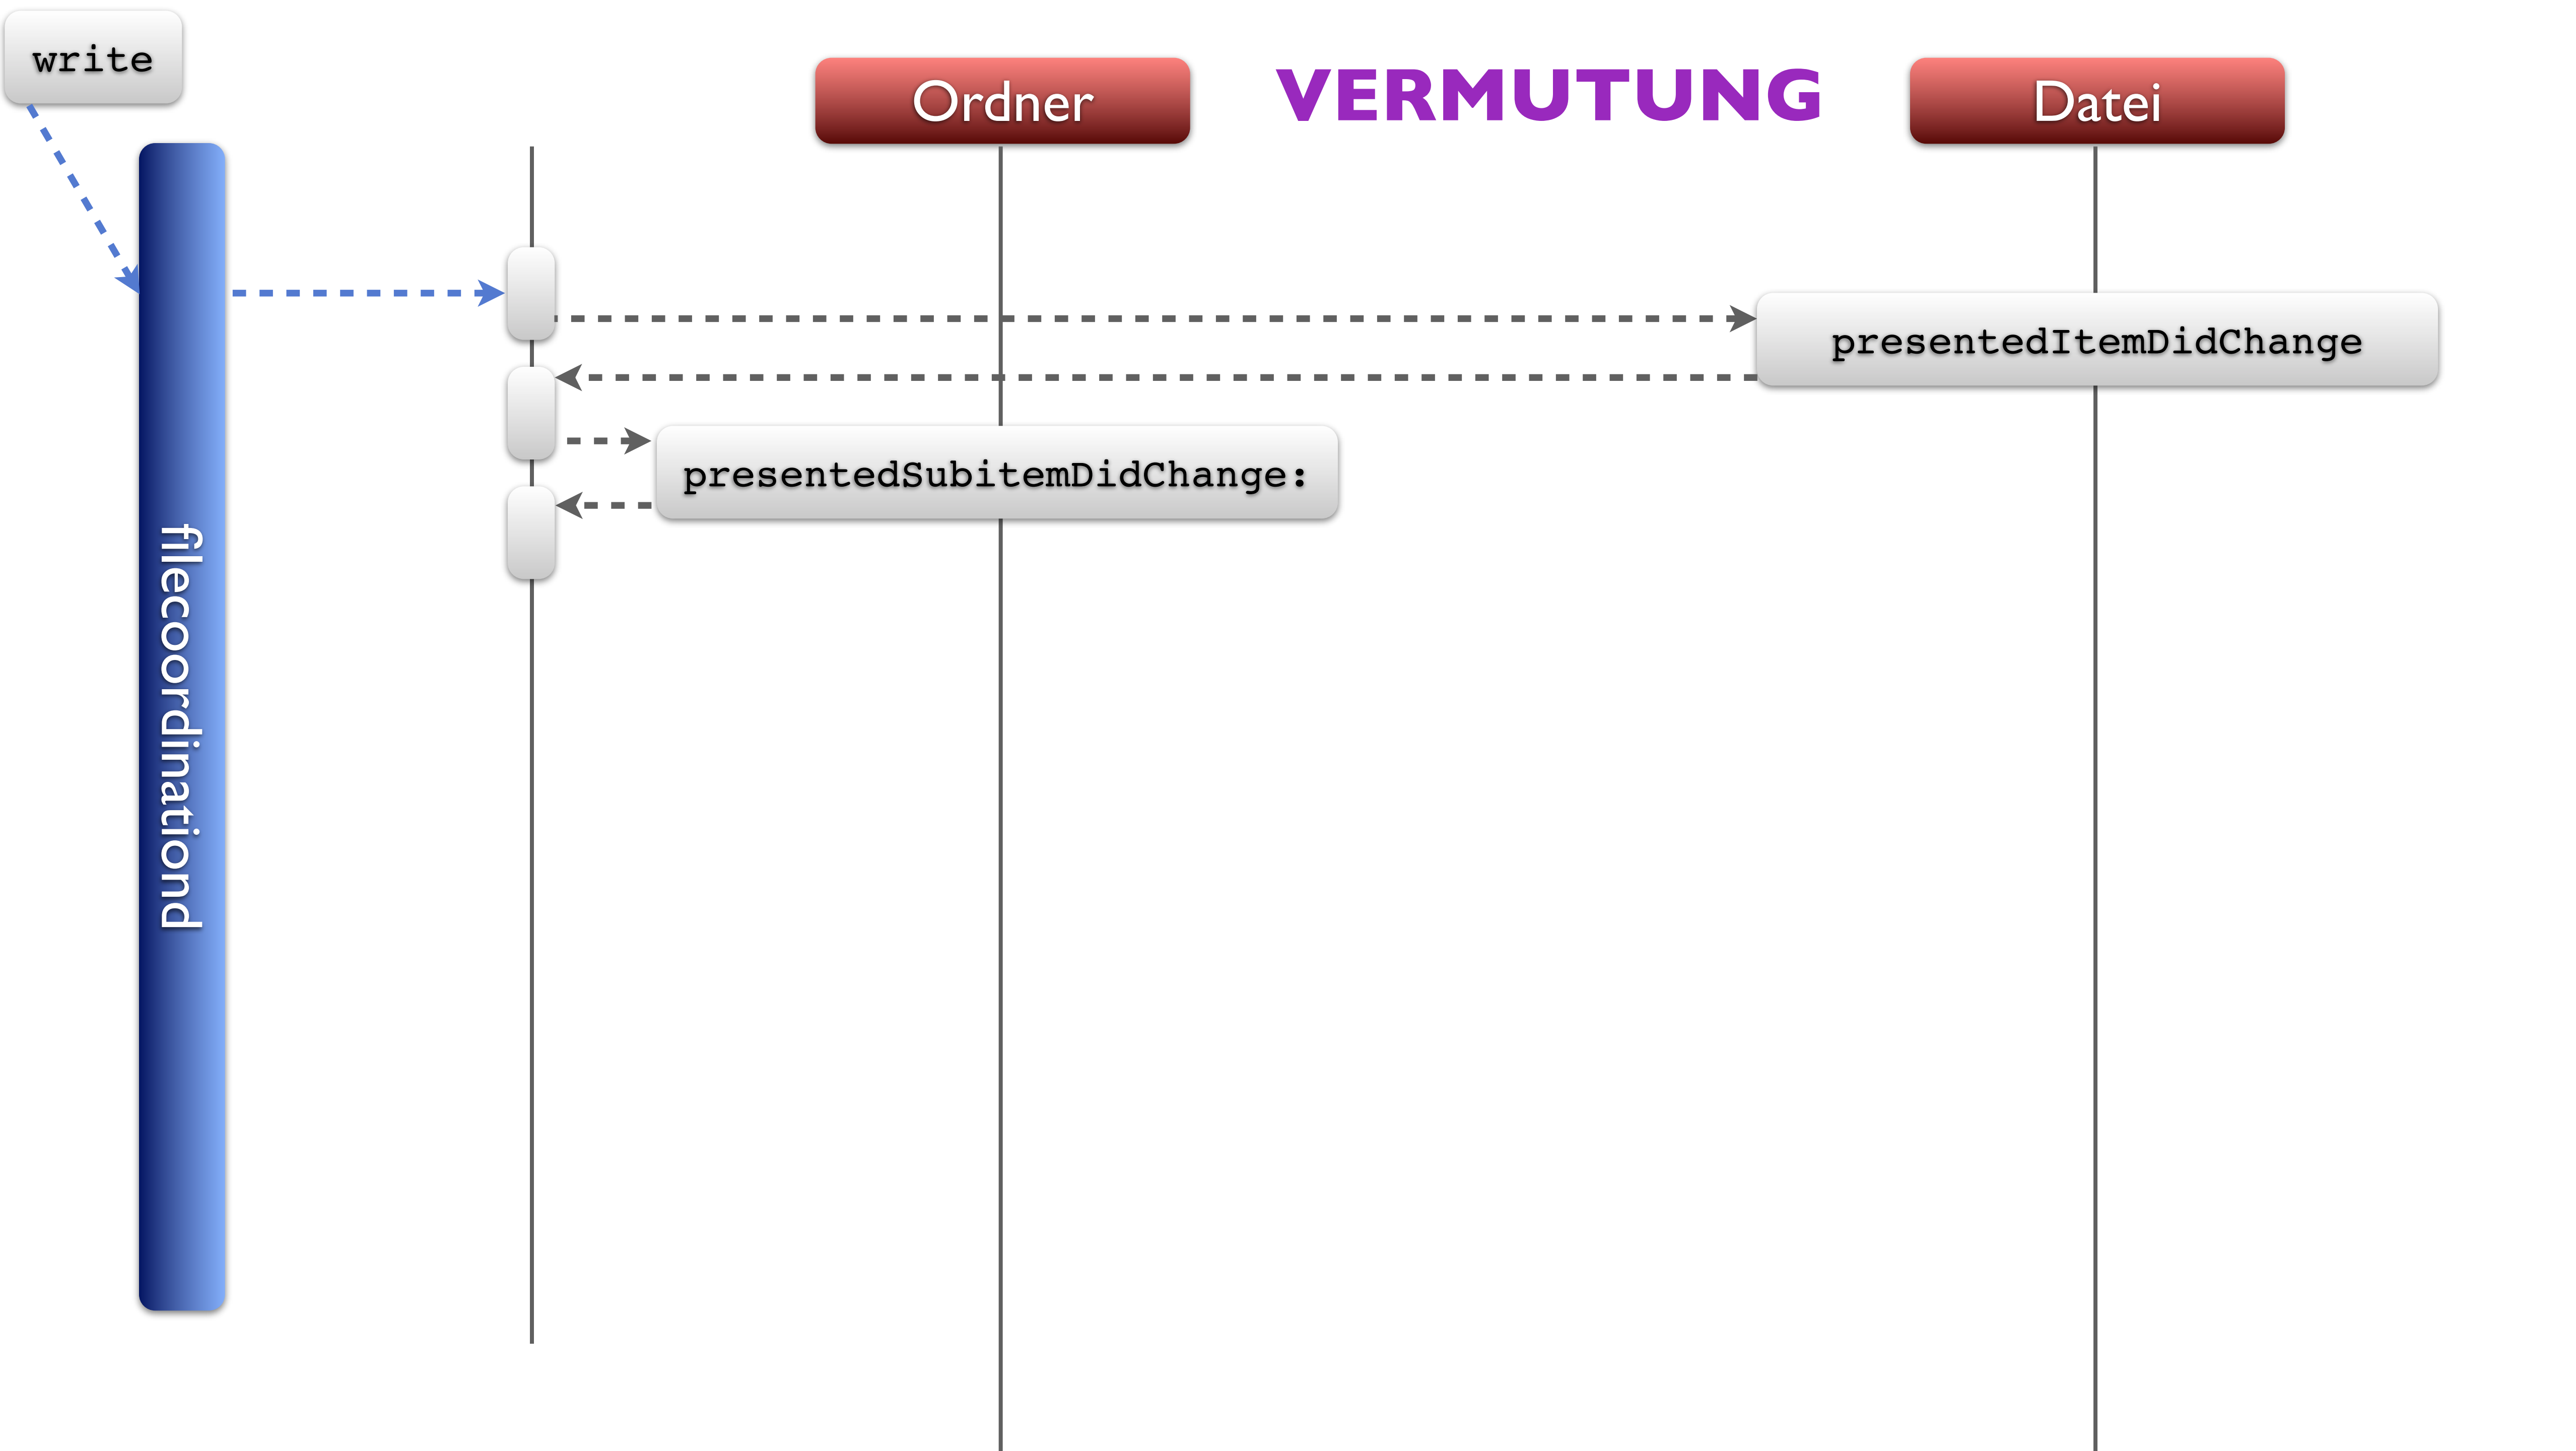 write
Ordner
VERMUTUNG
Datei
presentedItemDidChange
presentedSubitemDidChange:
filecoordinationd